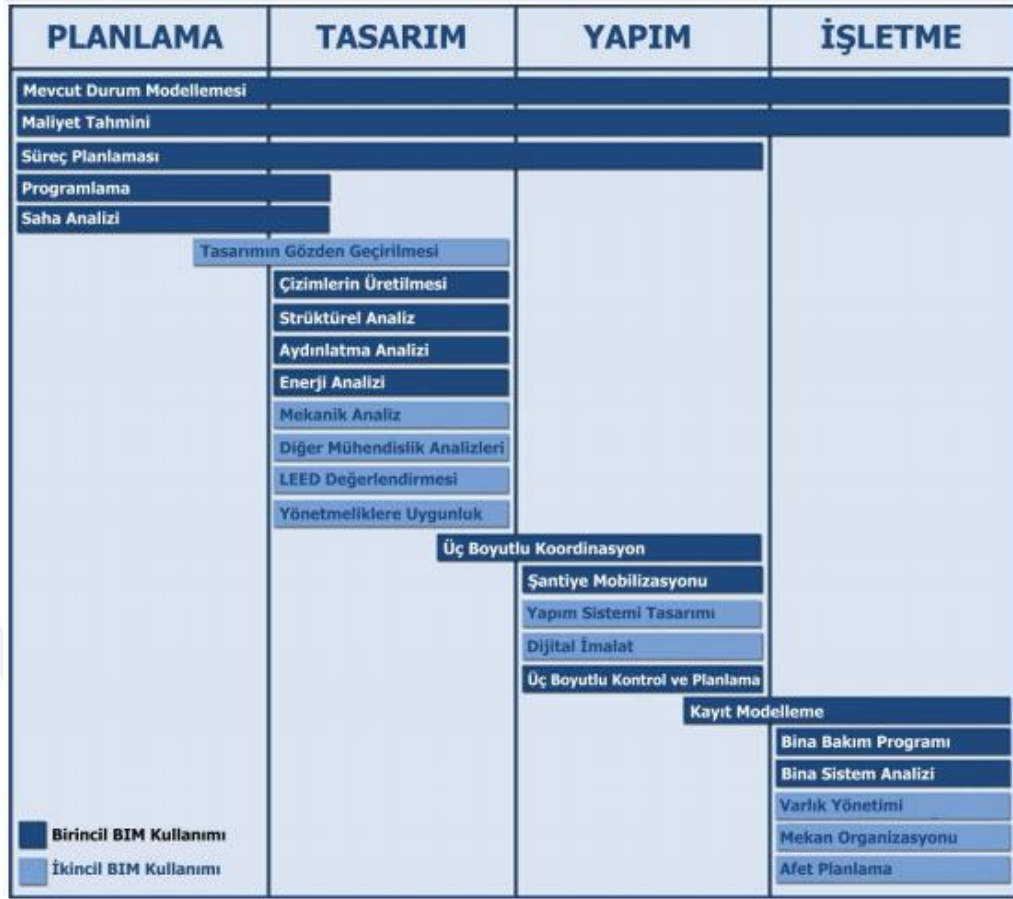 PLANLAMA
TASARIM
YAPIM
İŞLETME
Mevcut Durum Modellemesi
Maliyet Tahmini
Süreç Planlaması
Programlama
Saha Analizi
Tasarımın Gözden Geçirilmesi
Çizimlerin Üretilmesi
Strüktürel Analiz
Aydınlatma Analizi
Enerji Analizi
Mekanik Analiz
Diğer Mühendislik Analizleri
LEED Değerlendirmesi
Yönetmeliklere Uygunluk
Üç Boyutlu Koordinasyon
Şantiye Mobilizasyonu
Yapım Sistemi Tasarımı
Dijital İmalat
Üç Boyutlu Kontrol ve Planlama
Kayıt Modelleme
Bina Bakım Programı
Bina Sistem Analizi
Varlık Yönetimi
Mekan Organizasyonu
Afet Planlama
Birincil BIM Kullanımı
İkincil BIM Kullanımı